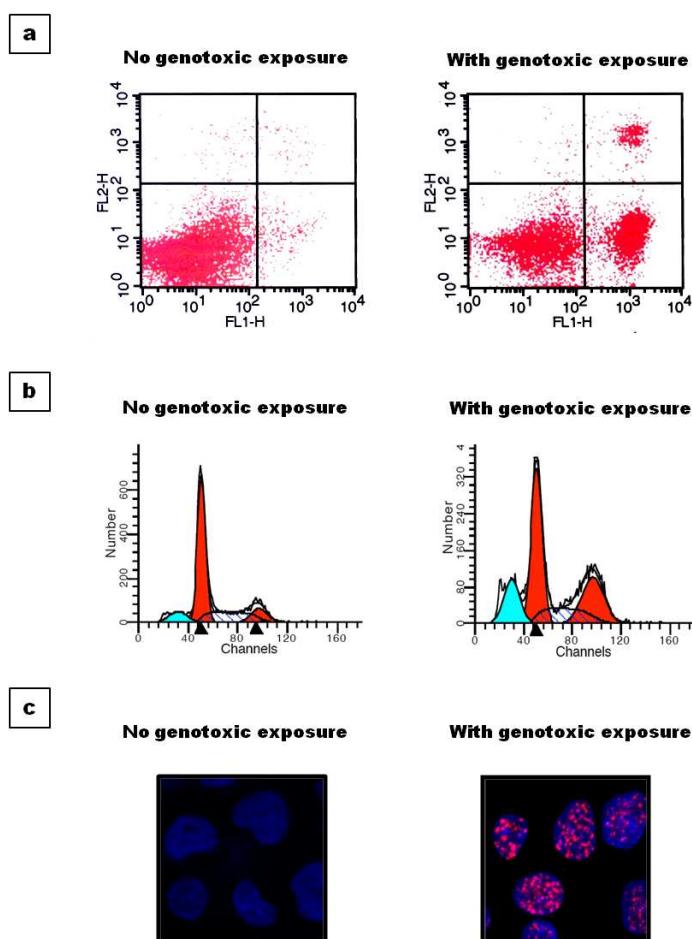 a
No genotoxic exposure
With genotoxic exposure
10^4
10^3
10^2
10^1
10^0
FL2-H
10^0
10^1
10^2
10^3
10^4
FL1-H
10^4
10^3
10^2
10^1
10^0
FL2-H
10^0
10^1
10^2
10^3
10^4
FL1-H
b
No genotoxic exposure
With genotoxic exposure
Number
600
400
200
0
0
40
80
120
160
Channels
Number
4
320
240
160
80
0
0
40
80
120
160
Channels
c
No genotoxic exposure
With genotoxic exposure